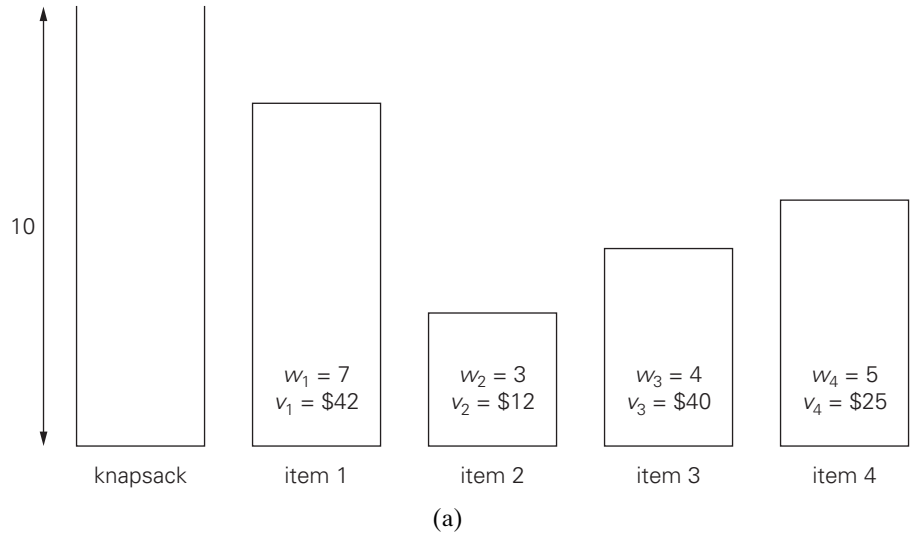 10
w₁ = 7
v₁ = $42
w₂ = 3
v₂ = $12
w₃ = 4
v₃ = $40
w₄ = 5
v₄ = $25
knapsack
item 1
item 2
item 3
item 4
(a)